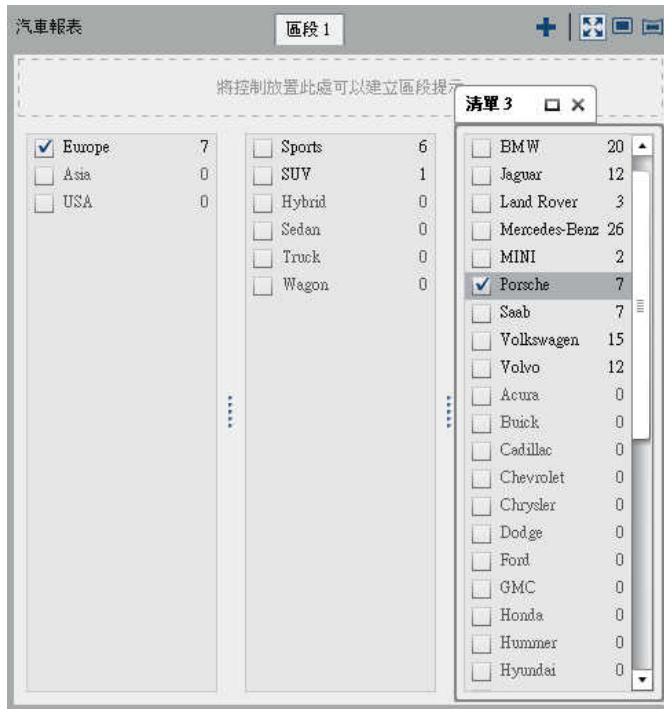 汽車報表
區段 1
將控制放置此處可以建立區段提示
清單 3
Europe 7
Asia 0
USA 0
Sports 6
SUV 1
Hybrid 0
Sedan 0
Truck 0
Wagon 0
BMW 20
Jaguar 12
Land Rover 3
Mercedes-Benz 26
MINI 2
Porsche 7
Saab 7
Volkswagen 15
Volvo 12
Acura 0
Buick 0
Cadillac 0
Chevrolet 0
Chrysler 0
Dodge 0
Ford 0
GMC 0
Honda 0
Hummer 0
Hyundai 0